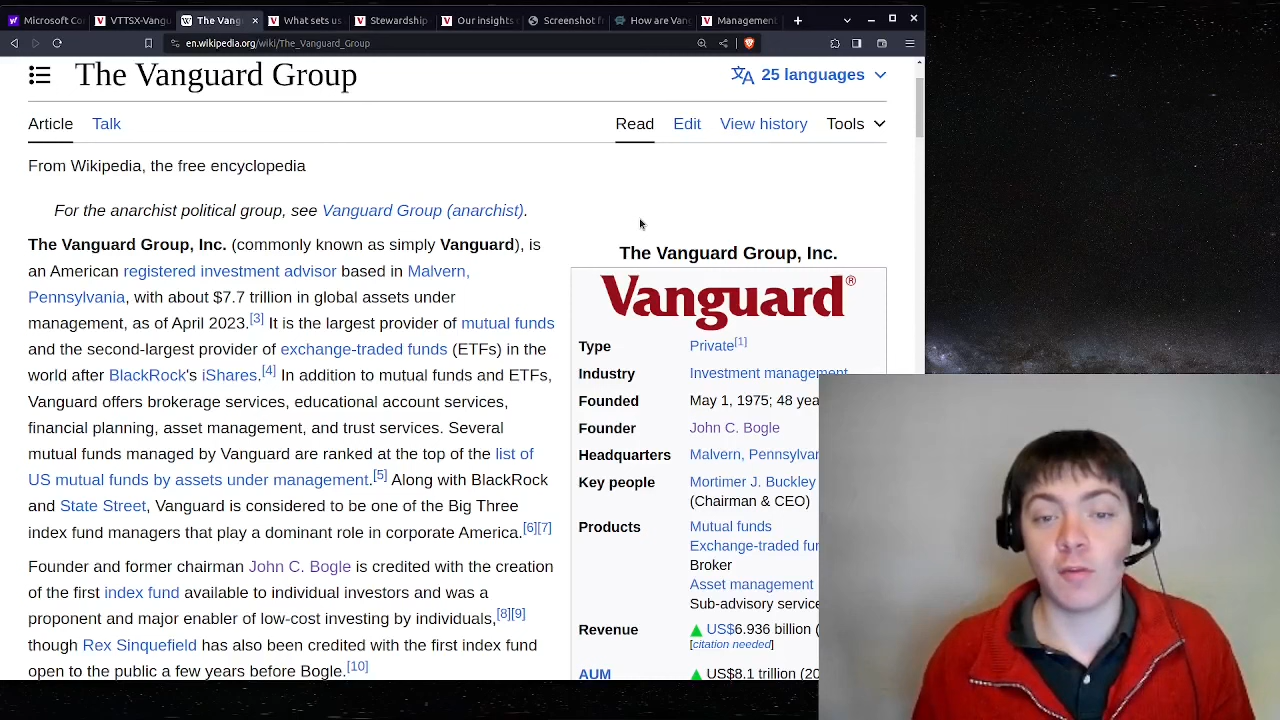 Microsoft Co
VTTSX-Vangu
The Vang
What sets us
Stewardship
Our insights
Screenshot f
How are Van
Management
en.wikipedia.org/wiki/The_Vanguard_Group
The Vanguard Group
25 languages
Article Talk Read Edit View history Tools
From Wikipedia, the free encyclopedia
For the anarchist political group, see Vanguard Group (anarchist).
The Vanguard Group, Inc. (commonly known as simply Vanguard), is
an American registered investment advisor based in Malvern,
Pennsylvania, with about $7.7 trillion in global assets under
management, as of April 2023.[3] It is the largest provider of mutual funds
and the second-largest provider of exchange-traded funds (ETFs) in the
world after BlackRock's iShares.[4] In addition to mutual funds and ETFs,
Vanguard offers brokerage services, educational account services,
financial planning, asset management, and trust services. Several
mutual funds managed by Vanguard are ranked at the top of the list of
US mutual funds by assets under management.[5] Along with BlackRock
and State Street, Vanguard is considered to be one of the Big Three
index fund managers that play a dominant role in corporate America.[6][7]
Founder and former chairman John C. Bogle is credited with the creation
of the first index fund available to individual investors and was a
proponent and major enabler of low-cost investing by individuals,[8][9]
though Rex Sinquefield has also been credited with the first index fund
open to the public a few years before Bogle.[10]
The Vanguard Group, Inc.
Vanguard®
Type Private[1]
Industry Investment management
Founded May 1, 1975; 48 yea
Founder John C. Bogle
Headquarters Malvern, Pennsylvan
Key people Mortimer J. Buckley
(Chairman & CEO)
Products Mutual funds
Exchange-traded fun
Broker
Asset management
Sub-advisory service
Revenue ▲ US$6.936 billion (
[citation needed]
AUM ▲ US$8.1 trillion (20